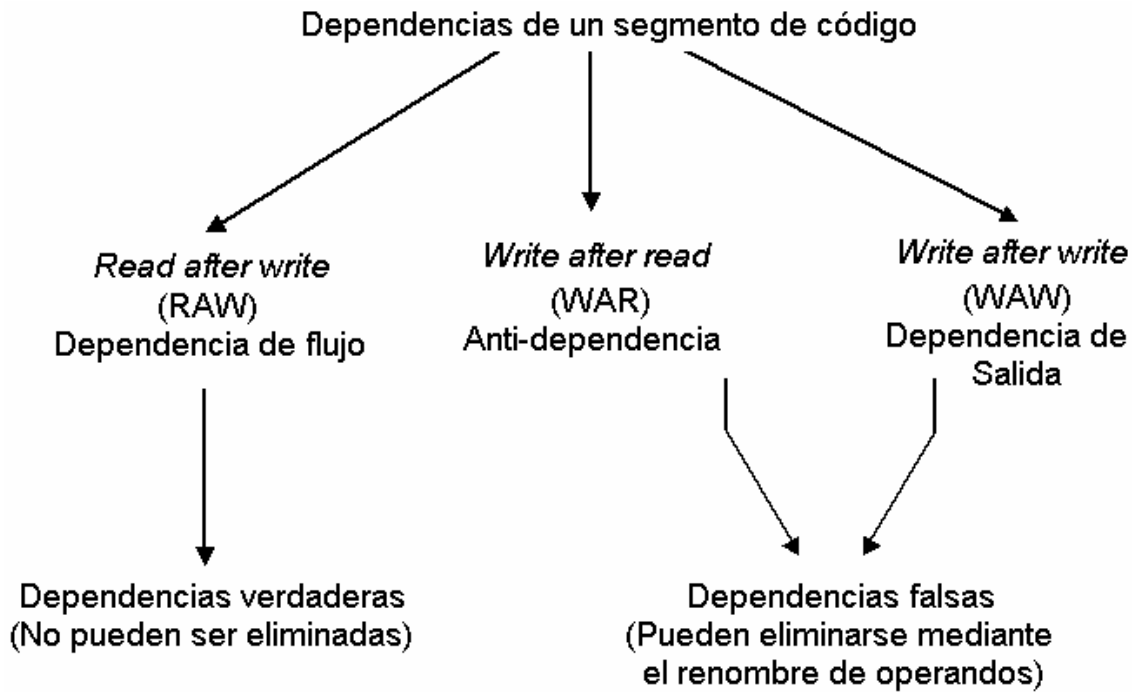 Dependencias de un segmento de código
Read after write
(RAW)
Dependencia de flujo
Write after read
(WAR)
Anti-dependencia
Write after write
(WAW)
Dependencia de
Salida
Dependencias verdaderas
(No pueden ser eliminadas)
Dependencias falsas
(Pueden eliminarse mediante
el renombre de operandos)